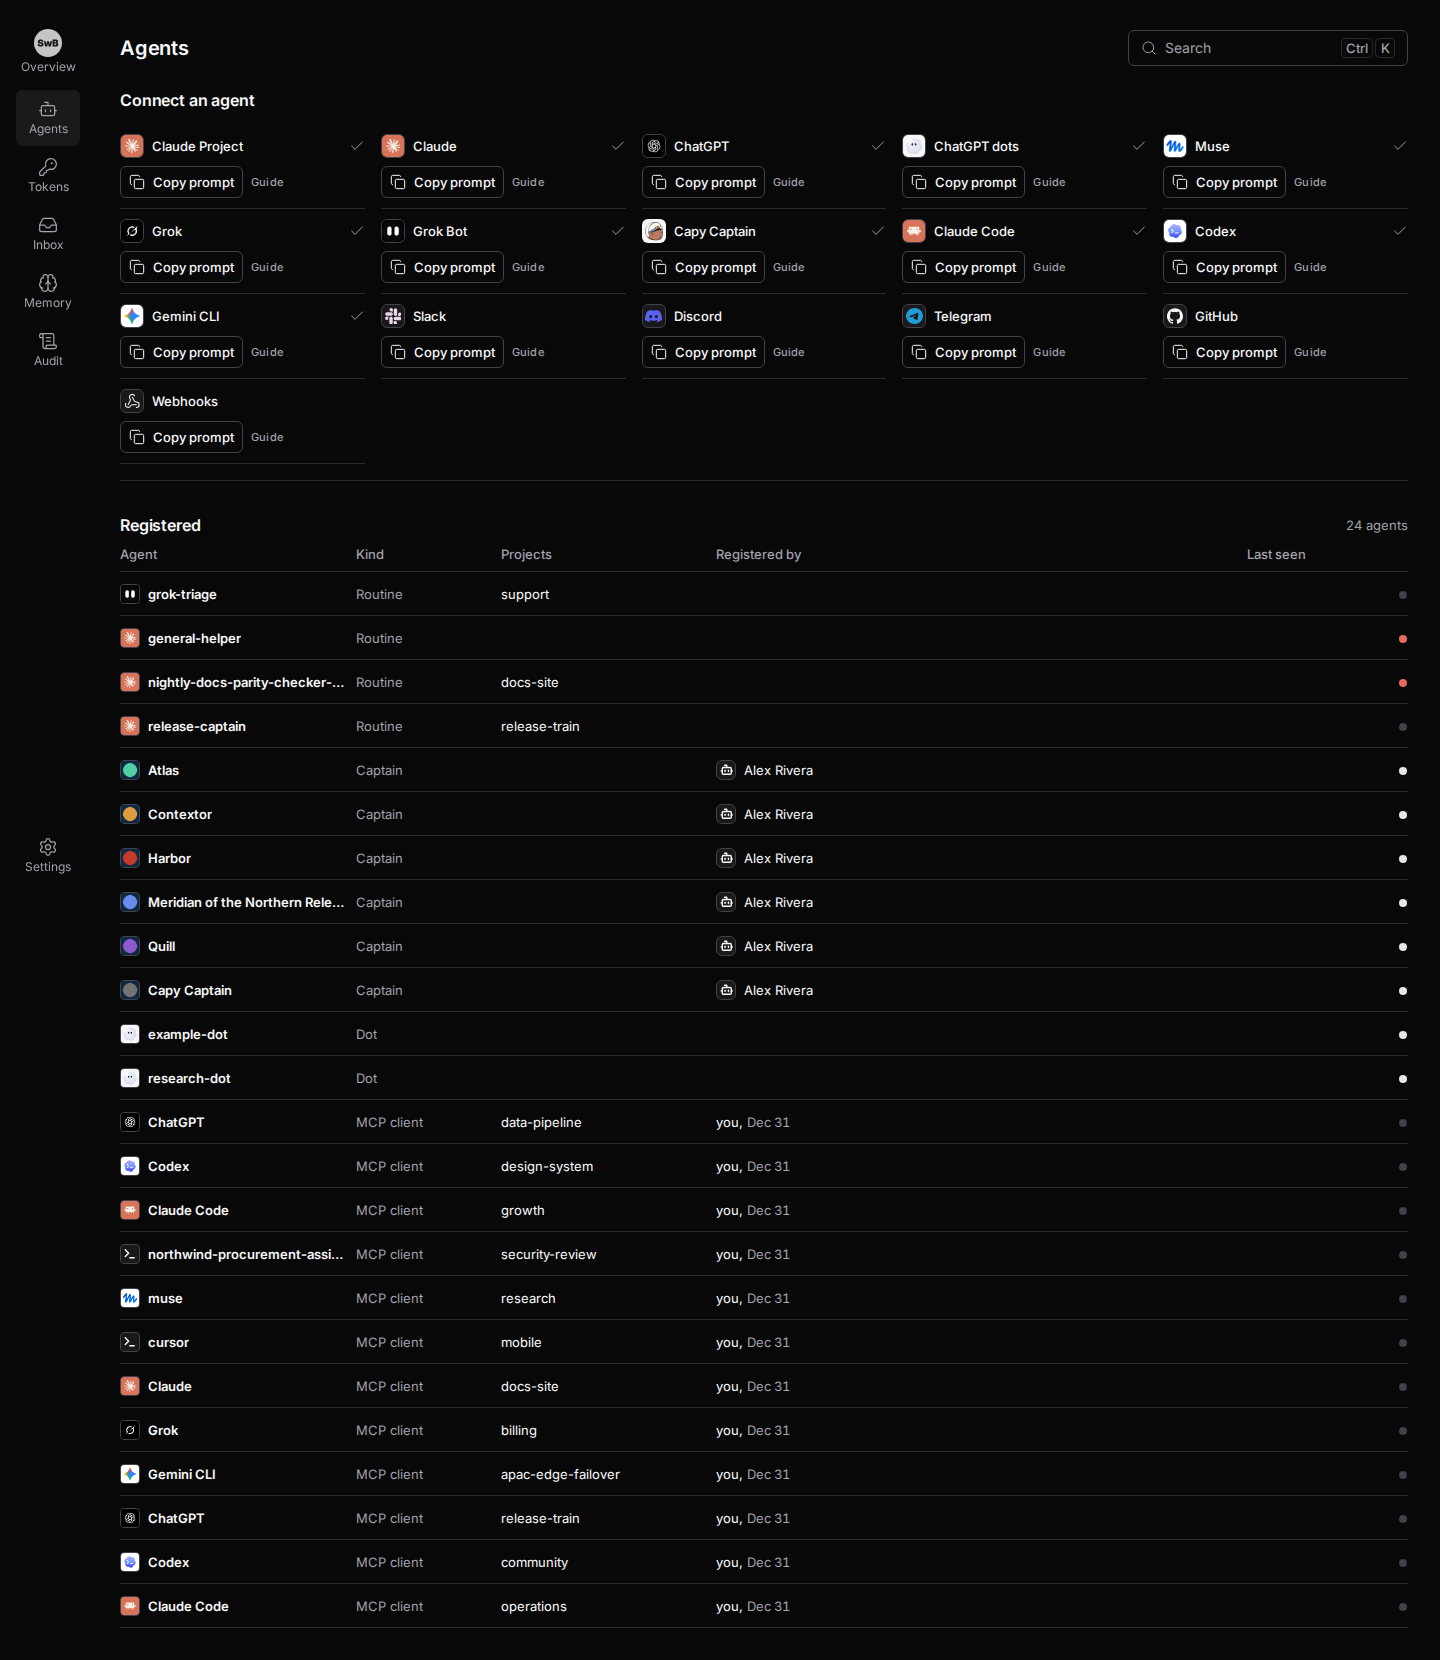 SwB
Overview
Agents
Tokens
Inbox
Memory
Audit
Settings
Agents
Search Ctrl K
Connect an agent
Claude Project
Copy prompt Guide
Claude
Copy prompt Guide
ChatGPT
Copy prompt Guide
ChatGPT dots
Copy prompt Guide
Muse
Copy prompt Guide
Grok
Copy prompt Guide
Grok Bot
Copy prompt Guide
Capy Captain
Copy prompt Guide
Claude Code
Copy prompt Guide
Codex
Copy prompt Guide
Gemini CLI
Copy prompt Guide
Slack
Copy prompt Guide
Discord
Copy prompt Guide
Telegram
Copy prompt Guide
GitHub
Copy prompt Guide
Webhooks
Copy prompt Guide
Registered 24 agents
Agent Kind Projects Registered by Last seen
grok-triage Routine support
general-helper Routine
nightly-docs-parity-checker-... Routine docs-site
release-captain Routine release-train
Atlas Captain Alex Rivera
Contextor Captain Alex Rivera
Harbor Captain Alex Rivera
Meridian of the Northern Rele... Captain Alex Rivera
Quill Captain Alex Rivera
Capy Captain Captain Alex Rivera
example-dot Dot
research-dot Dot
ChatGPT MCP client data-pipeline you, Dec 31
Codex MCP client design-system you, Dec 31
Claude Code MCP client growth you, Dec 31
northwind-procurement-assi... MCP client security-review you, Dec 31
muse MCP client research you, Dec 31
cursor MCP client mobile you, Dec 31
Claude MCP client docs-site you, Dec 31
Grok MCP client billing you, Dec 31
Gemini CLI MCP client apac-edge-failover you, Dec 31
ChatGPT MCP client release-train you, Dec 31
Codex MCP client community you, Dec 31
Claude Code MCP client operations you, Dec 31